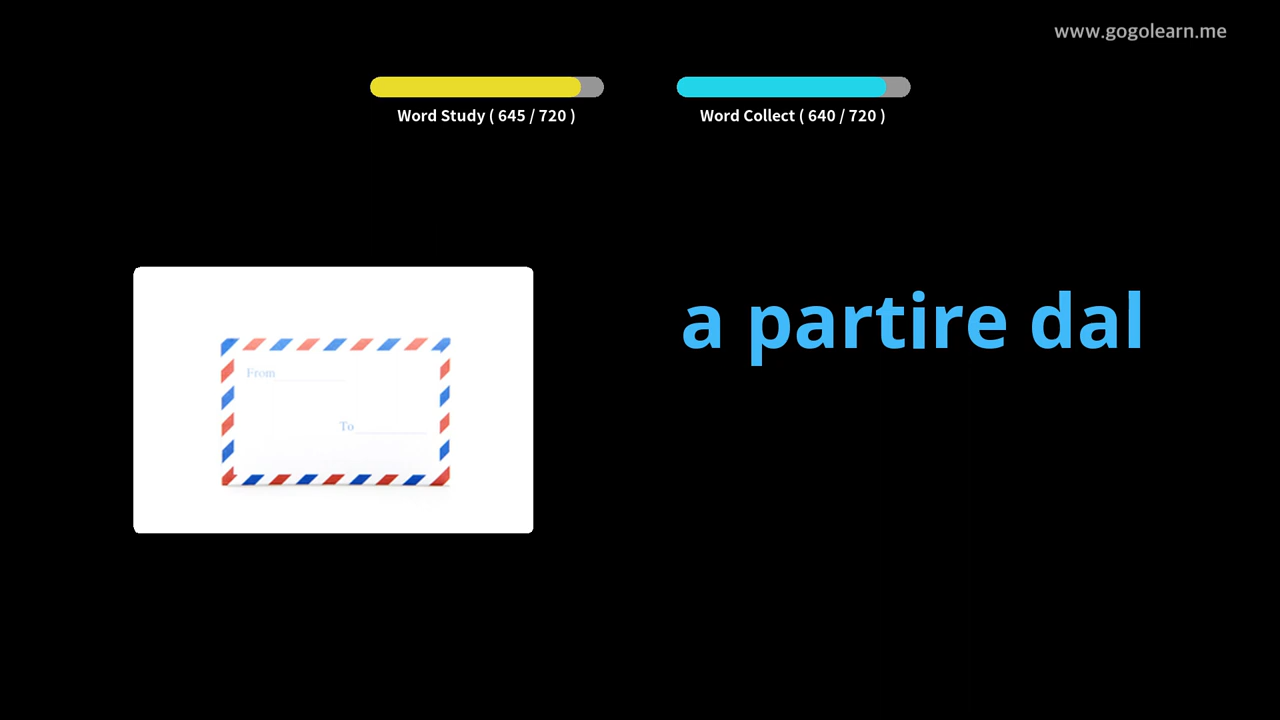 www.gogolearn.me
Word Study ( 645 / 720 )
Word Collect ( 640 / 720 )
a partire dal
From
To